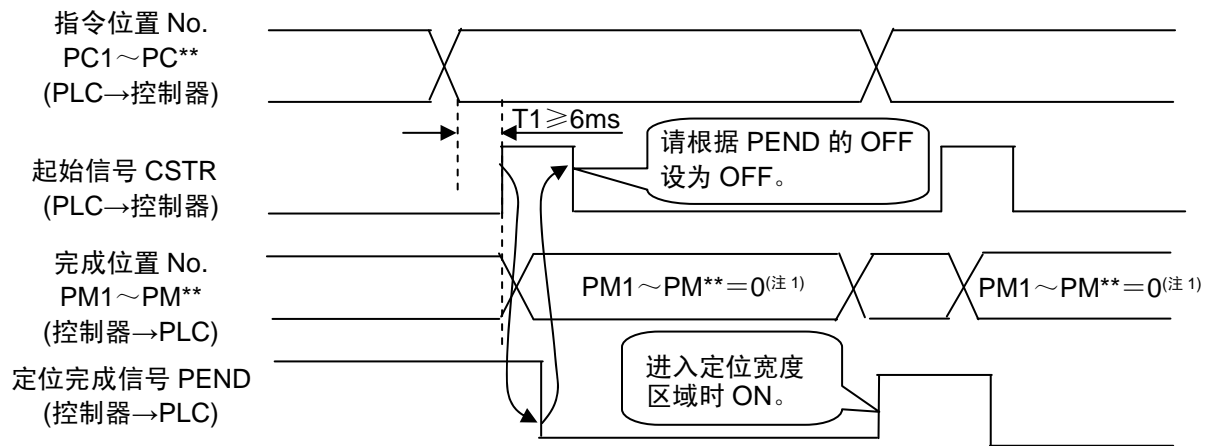 指令位置 No.
PC1～PC**
(PLC→控制器)
T1≥6ms
请根据 PEND 的 OFF
设为 OFF。
起始信号 CSTR
(PLC→控制器)
完成位置 No.
PM1～PM**
(控制器→PLC)
PM1～PM**＝0(注 1)
PM1～PM**＝0(注 1)
定位完成信号 PEND
(控制器→PLC)
进入定位宽度
区域时 ON。